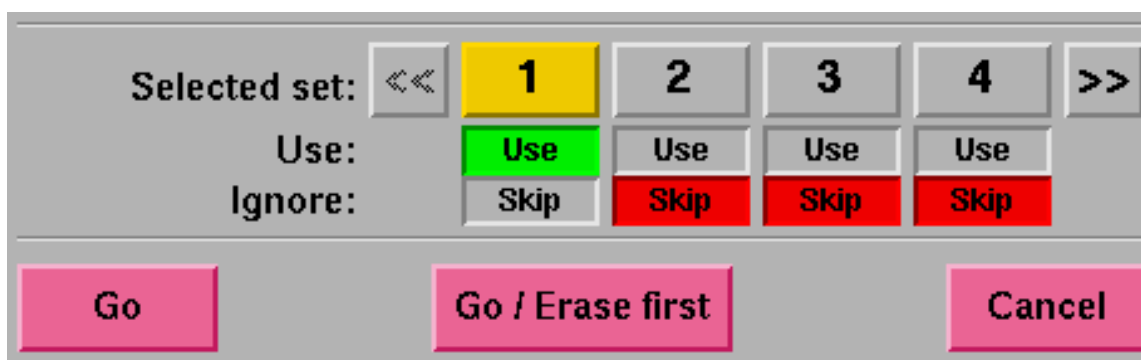 Selected set: << 1 2 3 4 >>
Use: Use Use Use Use
Ignore: Skip Skip Skip Skip
Go Go / Erase first Cancel